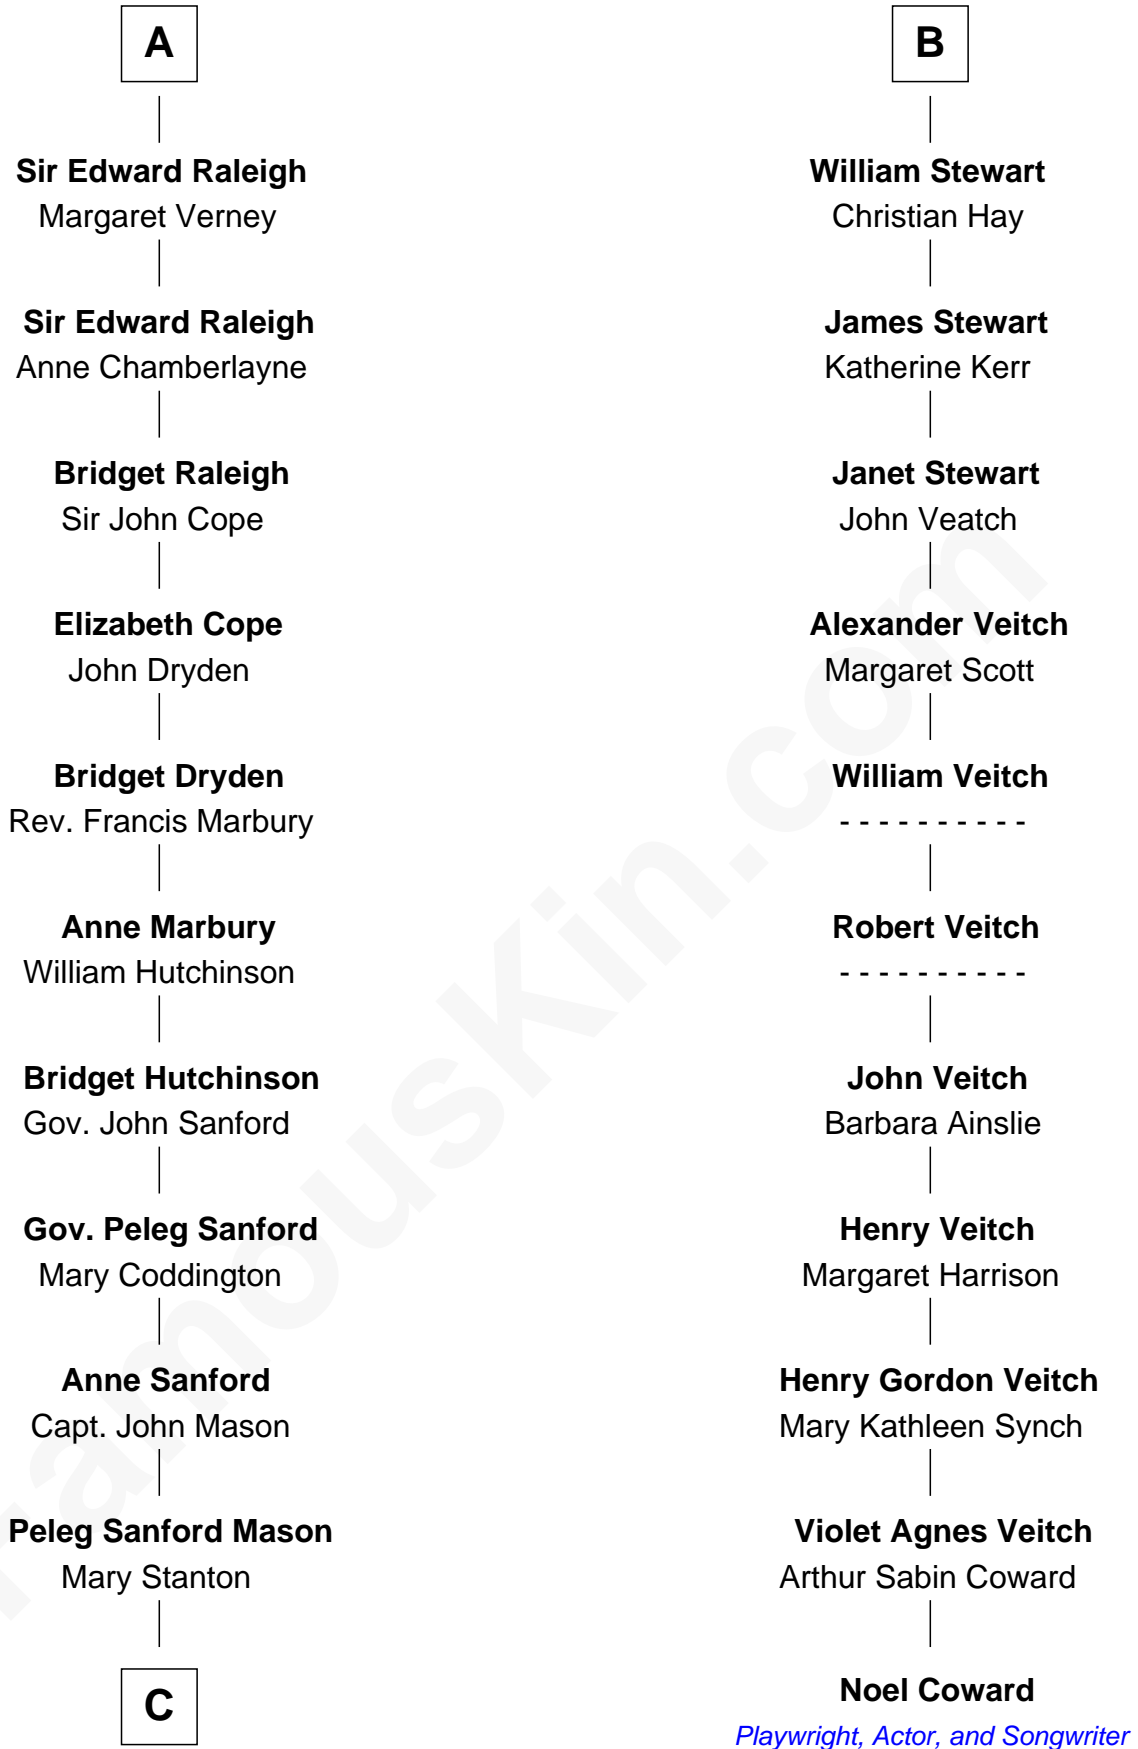 A
Sir Edward Raleigh
Margaret Verney
Sir Edward Raleigh
Anne Chamberlayne
Bridget Raleigh
Sir John Cope
Elizabeth Cope
John Dryden
Bridget Dryden
Rev. Francis Marbury
Anne Marbury
William Hutchinson
Bridget Hutchinson
Gov. John Sanford
Gov. Peleg Sanford
Mary Coddington
Anne Sanford
Capt. John Mason
Peleg Sanford Mason
Mary Stanton
C
B
William Stewart
Christian Hay
James Stewart
Katherine Kerr
Janet Stewart
John Veatch
Alexander Veitch
Margaret Scott
William Veitch
- - - - - - - - - -
Robert Veitch
- - - - - - - - - -
John Veitch
Barbara Ainslie
Henry Veitch
Margaret Harrison
Henry Gordon Veitch
Mary Kathleen Synch
Violet Agnes Veitch
Arthur Sabin Coward
Noel Coward
Playwright, Actor, and Songwriter
FamousKin.com